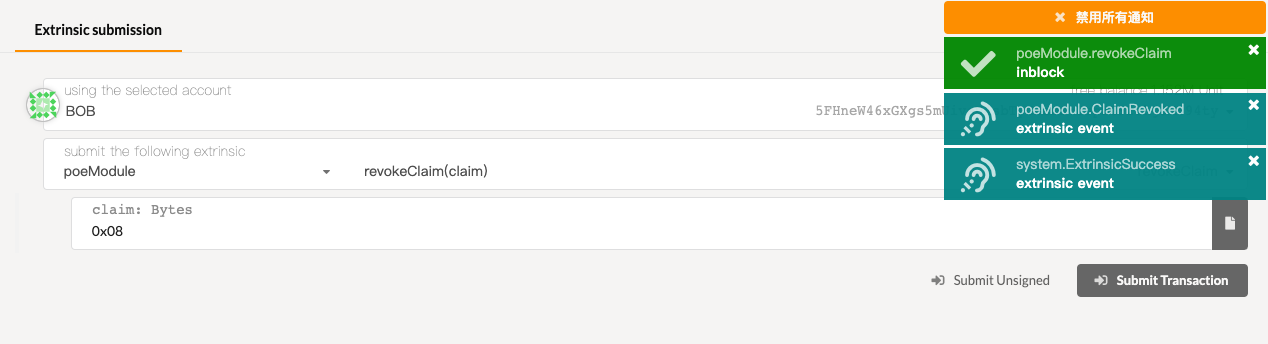 Extrinsic submission
禁用所有通知
poeModule.revokeClaim
inblock
using the selected account
BOB
poeModule.ClaimRevoked
extrinsic event
submit the following extrinsic
poeModule
revokeClaim(claim)
system.ExtrinsicSuccess
extrinsic event
claim: Bytes
0x08
Submit Unsigned
Submit Transaction